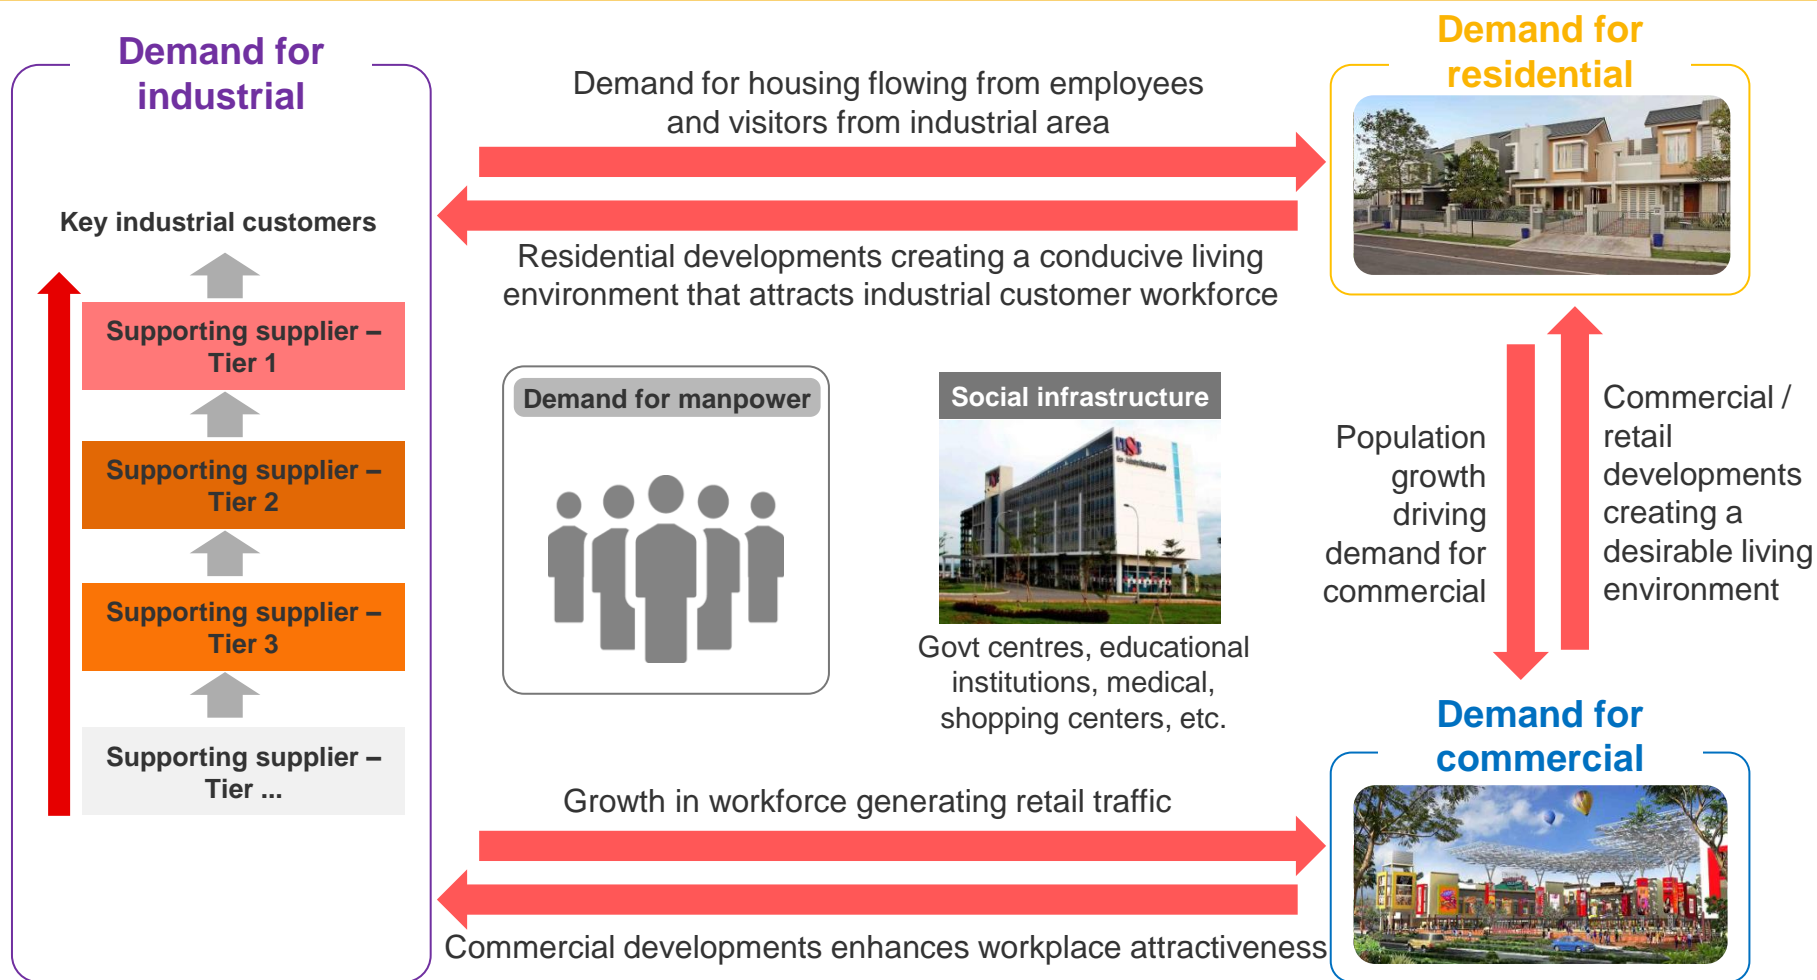 Demand for
industrial
Key industrial customers
Supporting supplier –
Tier 1
Supporting supplier –
Tier 2
Supporting supplier –
Tier 3
Supporting supplier –
Tier ...
Demand for housing flowing from employees
and visitors from industrial area
Residential developments creating a conducive living
environment that attracts industrial customer workforce
Demand for manpower
Social infrastructure
Govt centres, educational
institutions, medical,
shopping centers, etc.
Growth in workforce generating retail traffic
Commercial developments enhances workplace attractiveness
Demand for
residential
Population
growth
driving
demand for
commercial
Commercial /
retail
developments
creating a
desirable living
environment
Demand for
commercial